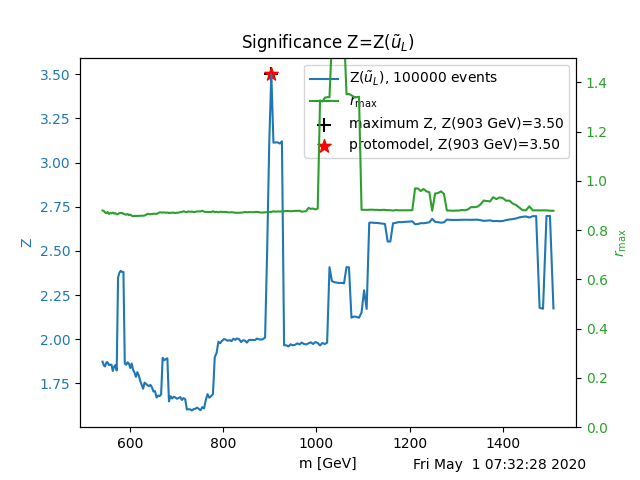 Significance Z=Z(ũ_L)
Z(ũ_L), 100000 events
r_max
maximum Z, Z(903 GeV)=3.50
protomodel, Z(903 GeV)=3.50
Z
3.50
3.25
3.00
2.75
2.50
2.25
2.00
1.75
r_max
1.4
1.2
1.0
0.8
0.6
0.4
0.2
0.0
600 800 1000 1200 1400
m [GeV]
Fri May  1 07:32:28 2020